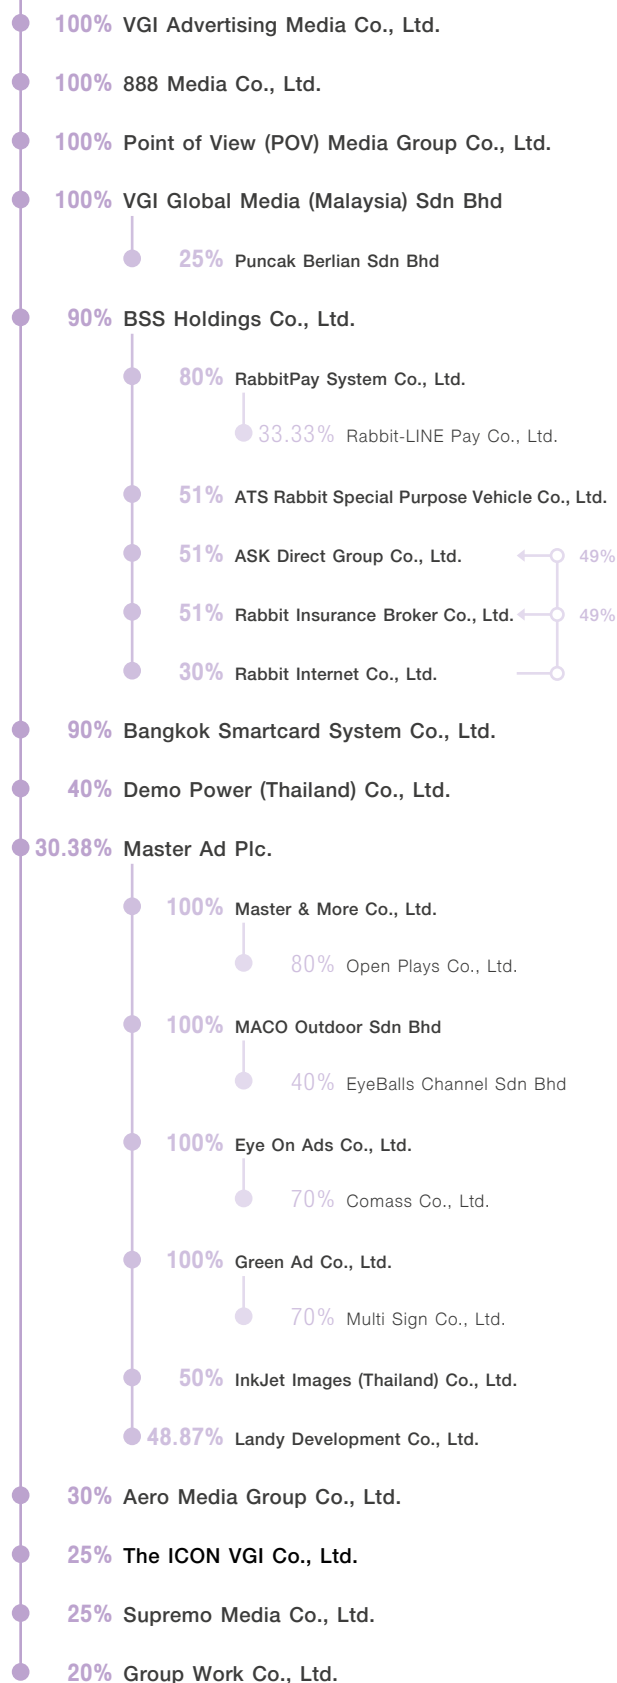 100% VGI Advertising Media Co., Ltd.
100% 888 Media Co., Ltd.
100% Point of View (POV) Media Group Co., Ltd.
100% VGI Global Media (Malaysia) Sdn Bhd
25% Puncak Berlian Sdn Bhd
90% BSS Holdings Co., Ltd.
80% RabbitPay System Co., Ltd.
33.33% Rabbit-LINE Pay Co., Ltd.
51% ATS Rabbit Special Purpose Vehicle Co., Ltd.
51% ASK Direct Group Co., Ltd. 49%
51% Rabbit Insurance Broker Co., Ltd. 49%
30% Rabbit Internet Co., Ltd.
90% Bangkok Smartcard System Co., Ltd.
40% Demo Power (Thailand) Co., Ltd.
30.38% Master Ad Plc.
100% Master & More Co., Ltd.
80% Open Plays Co., Ltd.
100% MACO Outdoor Sdn Bhd
40% EyeBalls Channel Sdn Bhd
100% Eye On Ads Co., Ltd.
70% Comass Co., Ltd.
100% Green Ad Co., Ltd.
70% Multi Sign Co., Ltd.
50% InkJet Images (Thailand) Co., Ltd.
48.87% Landy Development Co., Ltd.
30% Aero Media Group Co., Ltd.
25% The ICON VGI Co., Ltd.
25% Supremo Media Co., Ltd.
20% Group Work Co., Ltd.